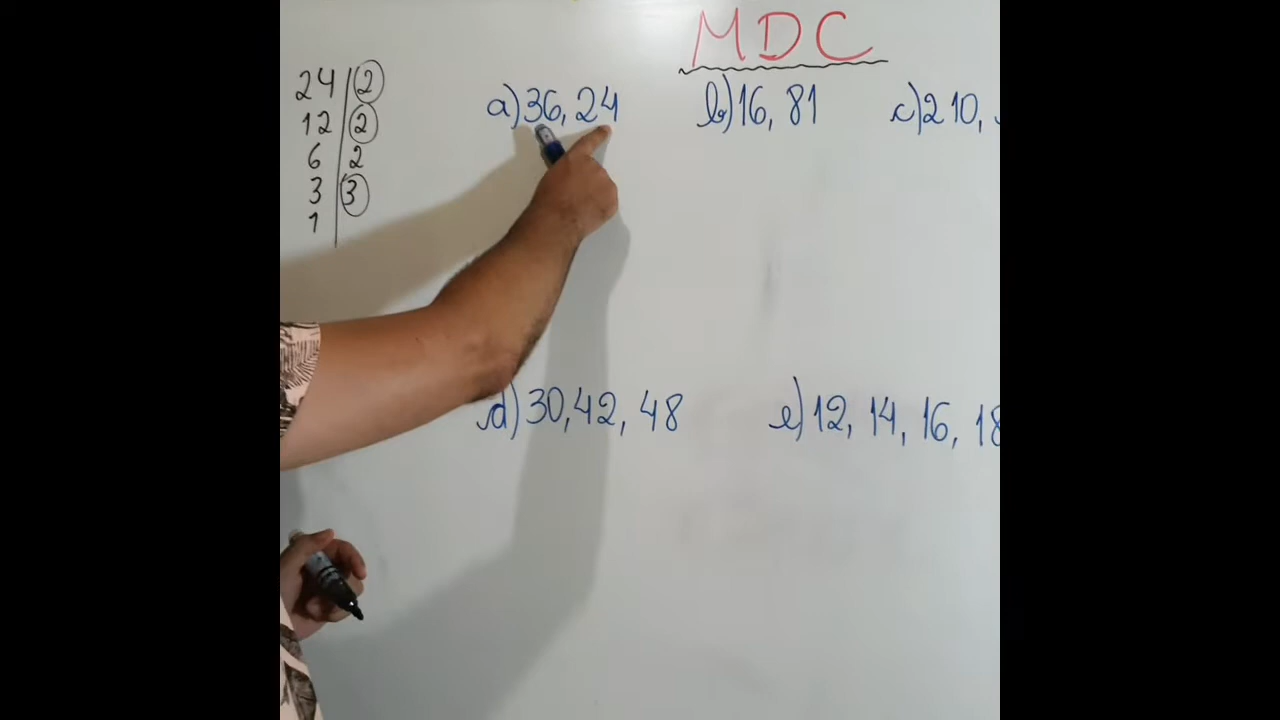 MDC
24 | 2
12 | 2
6 | 2
3 | 3
1 |
a) 36, 24
b) 16, 81
c) 210,
d) 30, 42, 48
e) 12, 14, 16, 18